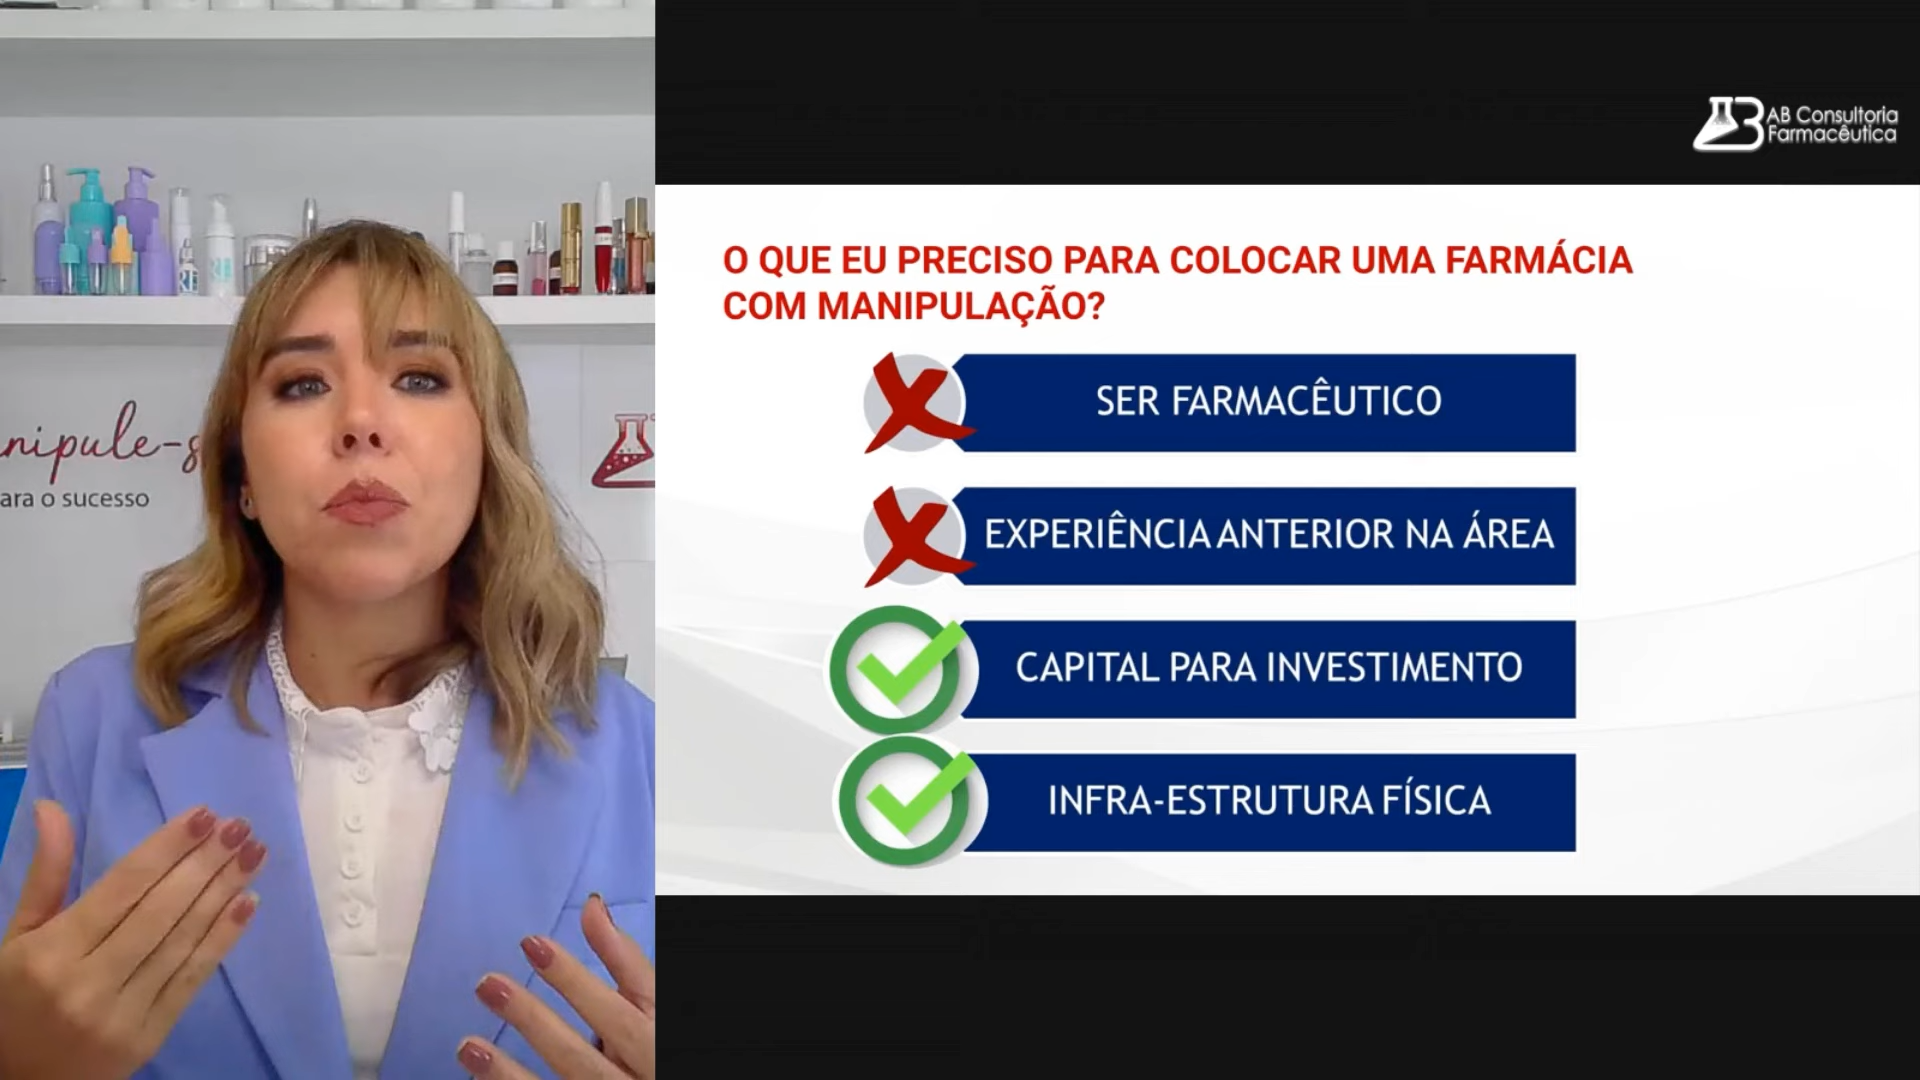 AB Consultoria
Farmacêutica
O QUE EU PRECISO PARA COLOCAR UMA FARMÁCIA
COM MANIPULAÇÃO?
SER FARMACÊUTICO
EXPERIÊNCIA ANTERIOR NA ÁREA
CAPITAL PARA INVESTIMENTO
INFRA-ESTRUTURA FÍSICA
nipule-s
ara o sucesso